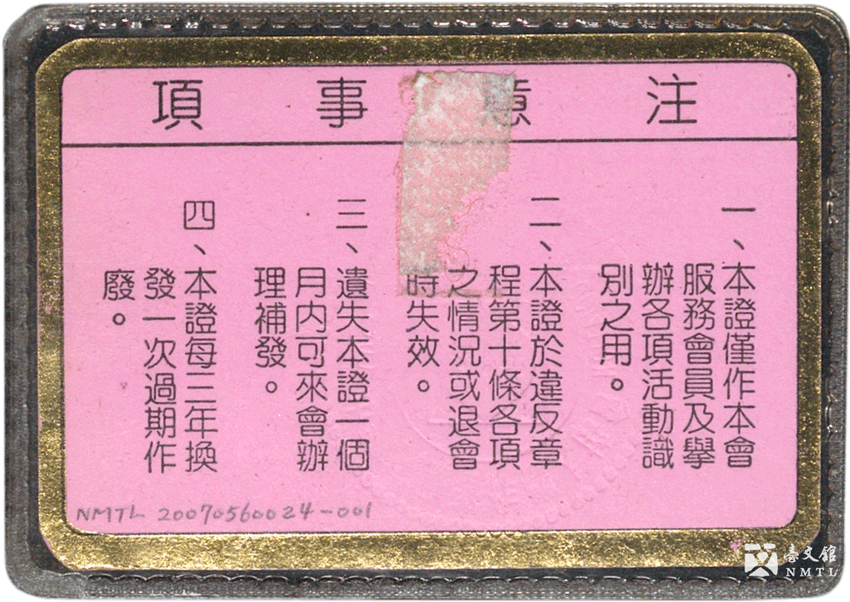 注意事項
一、本證僅作本會
服務會員及舉
辦各項活動識
別之用。
二、本證於違反章
程第十條各項
之情況或退會
時失效。
三、遺失本證一個
月內可來會辦
理補發。
四、本證每三年換
發一次過期作
廢。
NMTL 20070560024-001
臺文館
NMTL